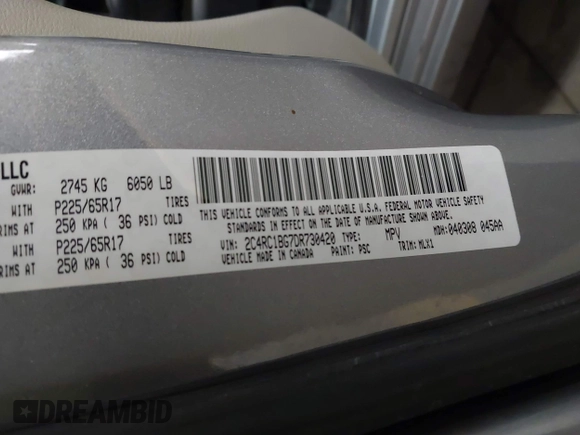 LLC
GVWR: 2745 KG 6050 LB
WITH P225/65R17 TIRES
RIMS AT 250 KPA ( 36 PSI) COLD
WITH P225/65R17 TIRES
RIMS AT 250 KPA ( 36 PSI) COLD
THIS VEHICLE CONFORMS TO ALL APPLICABLE U.S.A. FEDERAL MOTOR VEHICLE SAFETY
STANDARDS IN EFFECT ON THE DATE OF MANUFACTURE SHOWN ABOVE.
VIN: 2C4RC1BG7DR730420 TYPE: MPV MDH: 040308 045AA
VEHICLE MADE IN CANADA PAINT: PSC TRIM: MLX1
DREAMBID